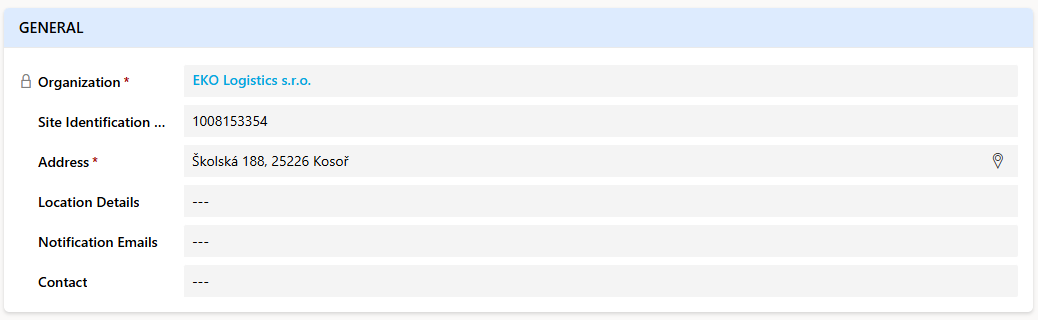 GENERAL
Organization *
EKO Logistics s.r.o.
Site Identification ...
1008153354
Address *
Školská 188, 25226 Kosoř
Location Details
---
Notification Emails
---
Contact
---